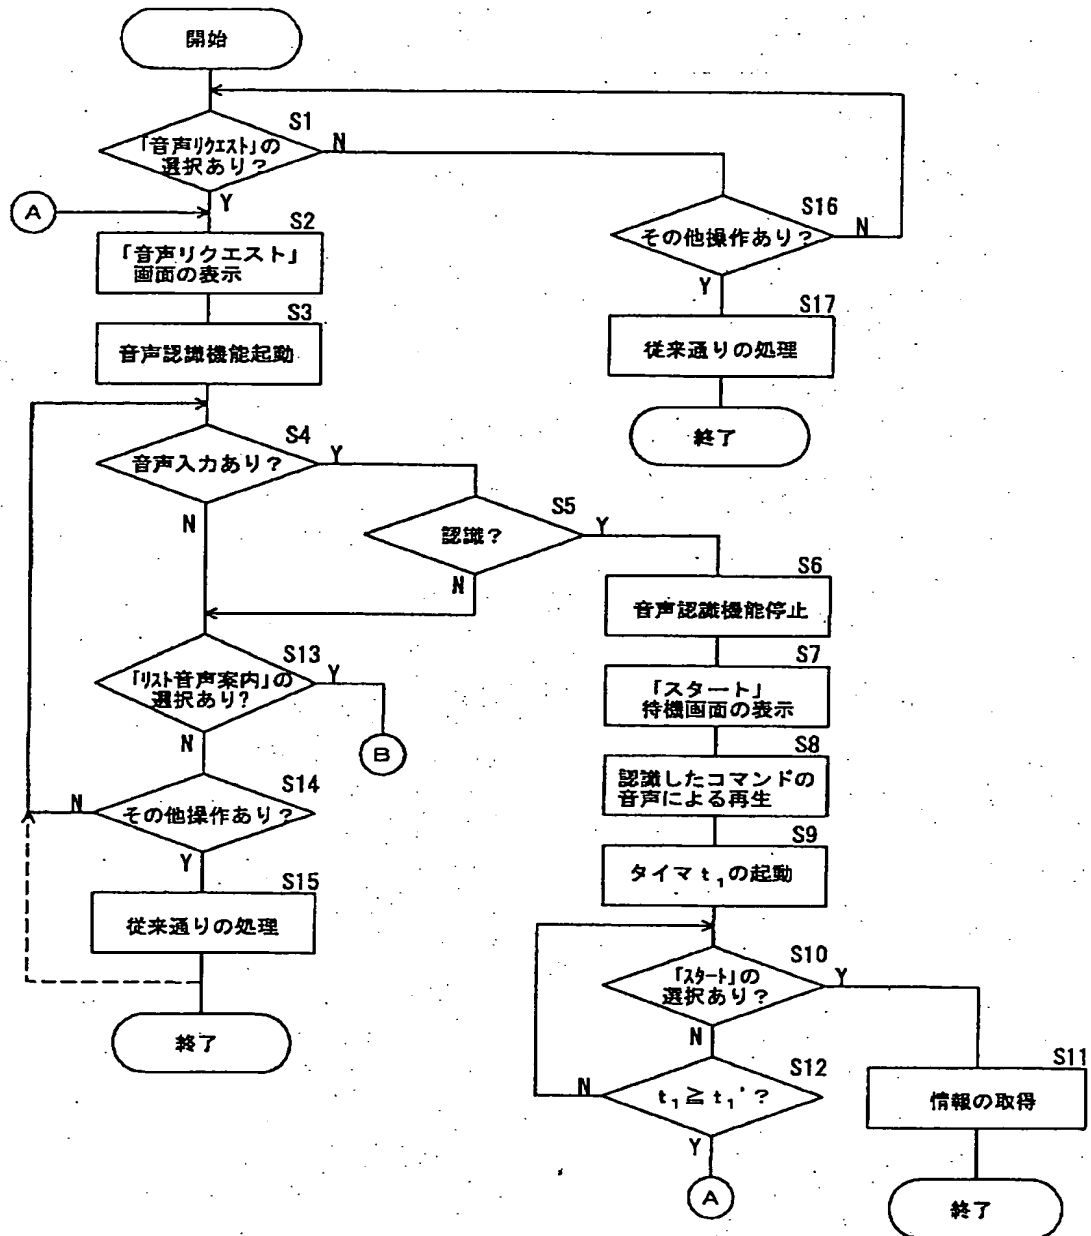 開始
S1
「音声リクエスト」の
選択あり？
N
Y
A
S2
「音声リクエスト」
画面の表示
S16
その他操作あり？
N
Y
S17
従来通りの処理
終了
S3
音声認識機能起動
S4
音声入力あり？
Y
N
S5
認識？
Y
N
S6
音声認識機能停止
S7
「スタート」
待機画面の表示
S8
認識したコマンドの
音声による再生
S9
タイマt₁の起動
S10
「スタート」の
選択あり？
Y
N
S11
情報の取得
終了
S12
t₁≧t₁'？
N
Y
A
S13
「リスト音声案内」の
選択あり？
Y
B
N
S14
その他操作あり？
N
Y
S15
従来通りの処理
終了